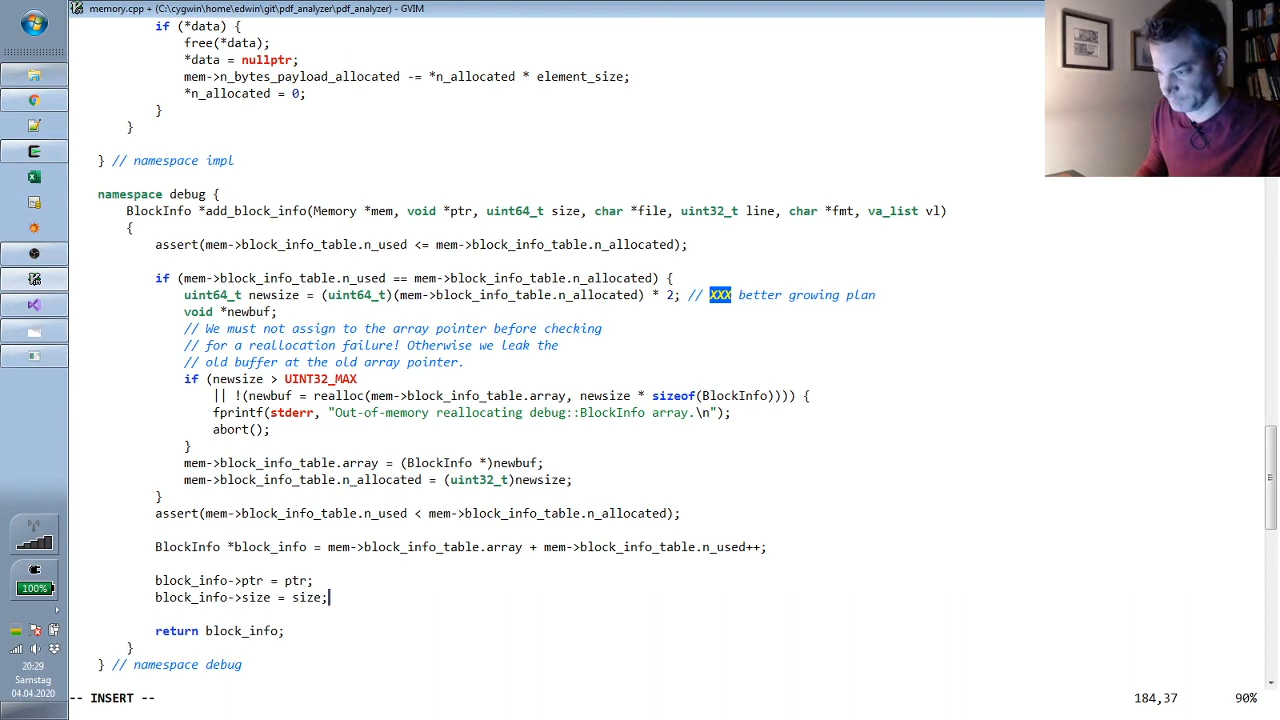 memory.cpp + (C:\cygwin\home\edwin\git\pdf_analyzer\pdf_analyzer) - GVIM
if (*data) {
free(*data);
*data = nullptr;
mem->n_bytes_payload_allocated -= *n_allocated * element_size;
*n_allocated = 0;
}
}
} // namespace impl
namespace debug {
BlockInfo *add_block_info(Memory *mem, void *ptr, uint64_t size, char *file, uint32_t line, char *fmt, va_list vl)
{
assert(mem->block_info_table.n_used <= mem->block_info_table.n_allocated);
if (mem->block_info_table.n_used == mem->block_info_table.n_allocated) {
uint64_t newsize = (uint64_t)(mem->block_info_table.n_allocated) * 2; // XXX better growing plan
void *newbuf;
// We must not assign to the array pointer before checking
// for a reallocation failure! Otherwise we leak the
// old buffer at the old array pointer.
if (newsize > UINT32_MAX
|| !(newbuf = realloc(mem->block_info_table.array, newsize * sizeof(BlockInfo)))) {
fprintf(stderr, "Out-of-memory reallocating debug::BlockInfo array.\n");
abort();
}
mem->block_info_table.array = (BlockInfo *)newbuf;
mem->block_info_table.n_allocated = (uint32_t)newsize;
}
assert(mem->block_info_table.n_used < mem->block_info_table.n_allocated);
BlockInfo *block_info = mem->block_info_table.array + mem->block_info_table.n_used++;
block_info->ptr = ptr;
block_info->size = size;
return block_info;
}
} // namespace debug
-- INSERT --
184,37
90%
100%
20:29
Samstag
04.04.2020